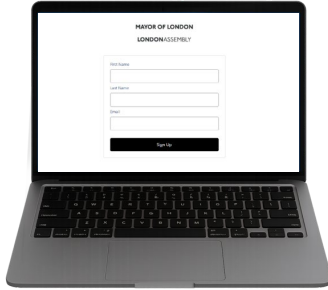 MAYOR OF LONDON
LONDONASSEMBLY
First Name
Last Name
Email
Sign Up